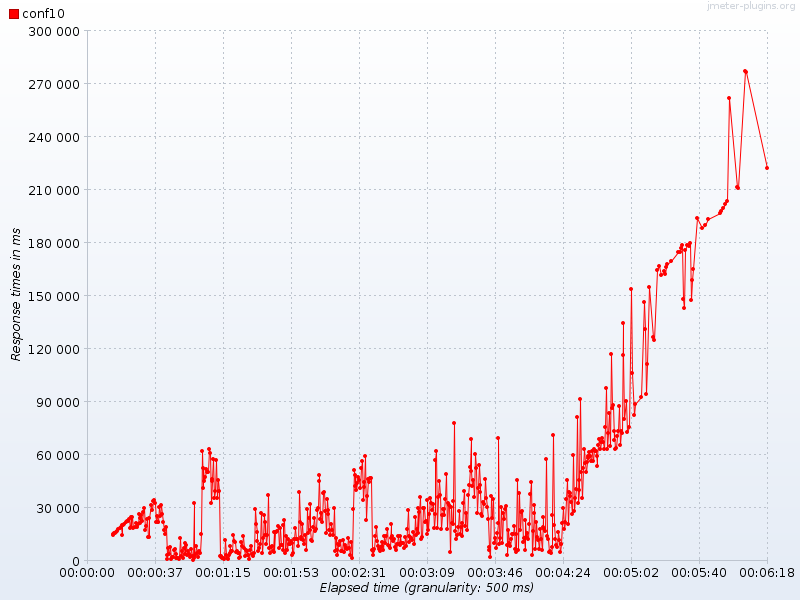 jmeter-plugins.org
conf10
300 000
270 000
240 000
210 000
180 000
150 000
120 000
90 000
60 000
30 000
0
Response times in ms
00:00:00 00:00:37 00:01:15 00:01:53 00:02:31 00:03:09 00:03:46 00:04:24 00:05:02 00:05:40 00:06:18
Elapsed time (granularity: 500 ms)